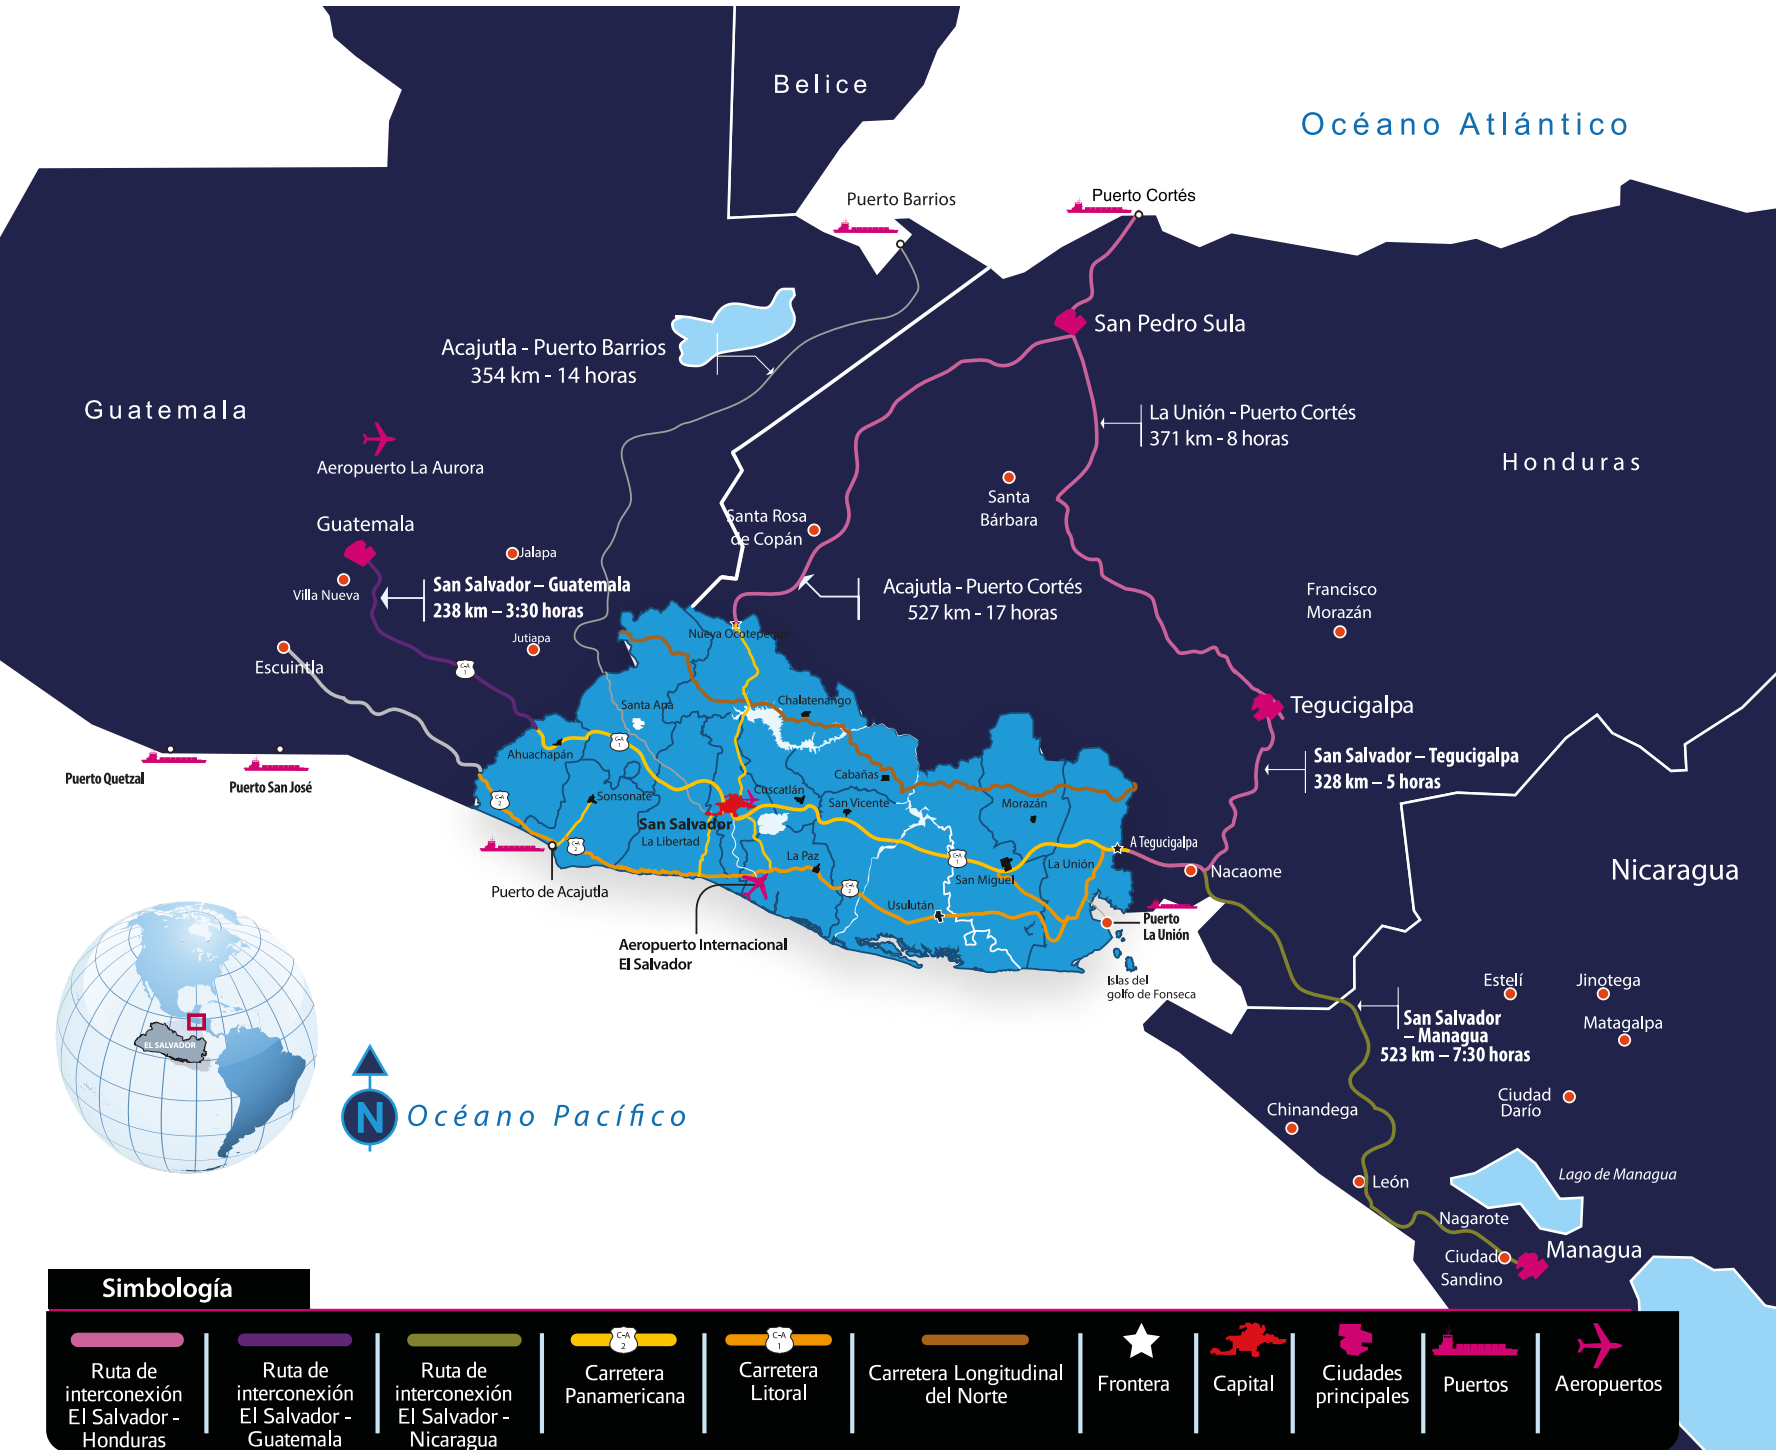 Belice
Océano Atlántico
Puerto Barrios
Puerto Cortés
San Pedro Sula
Acajutla - Puerto Barrios
354 km - 14 horas
Guatemala
La Unión - Puerto Cortés
371 km - 8 horas
Aeropuerto La Aurora
Honduras
Santa
Bárbara
Santa Rosa
de Copán
Guatemala
Jalapa
San Salvador – Guatemala
238 km – 3:30 horas
Villa Nueva
Acajutla - Puerto Cortés
527 km - 17 horas
Francisco
Morazán
Jutiapa
Nueva Ocotepeque
Escuintla
C-A
1
Santa Ana
Chalatenango
Tegucigalpa
C-A
1
Ahuachapán
San Salvador – Tegucigalpa
328 km – 5 horas
Puerto Quetzal
Puerto San José
Cabañas
Cuscatlán
C-A
2
Sonsonate
San Vicente
Morazán
San Salvador
La Libertad
A Tegucigalpa
C-A
2
La Paz
C-A
1
La Unión
Nacaome
Nicaragua
San Miguel
Puerto de Acajutla
C-A
2
Usulután
Puerto
La Unión
Aeropuerto Internacional
El Salvador
Islas del
golfo de Fonseca
Estelí
Jinotega
San Salvador
– Managua
523 km – 7:30 horas
Matagalpa
EL SALVADOR
Ciudad
Darío
N
Océano Pacífico
Chinandega
Lago de Managua
León
Nagarote
Ciudad
Sandino
Managua
Simbología
Ruta de
interconexión
El Salvador -
Honduras
Ruta de
interconexión
El Salvador -
Guatemala
Ruta de
interconexión
El Salvador -
Nicaragua
C-A
2
Carretera
Panamericana
C-A
1
Carretera
Litoral
Carretera Longitudinal
del Norte
Frontera
Capital
Ciudades
principales
Puertos
Aeropuertos